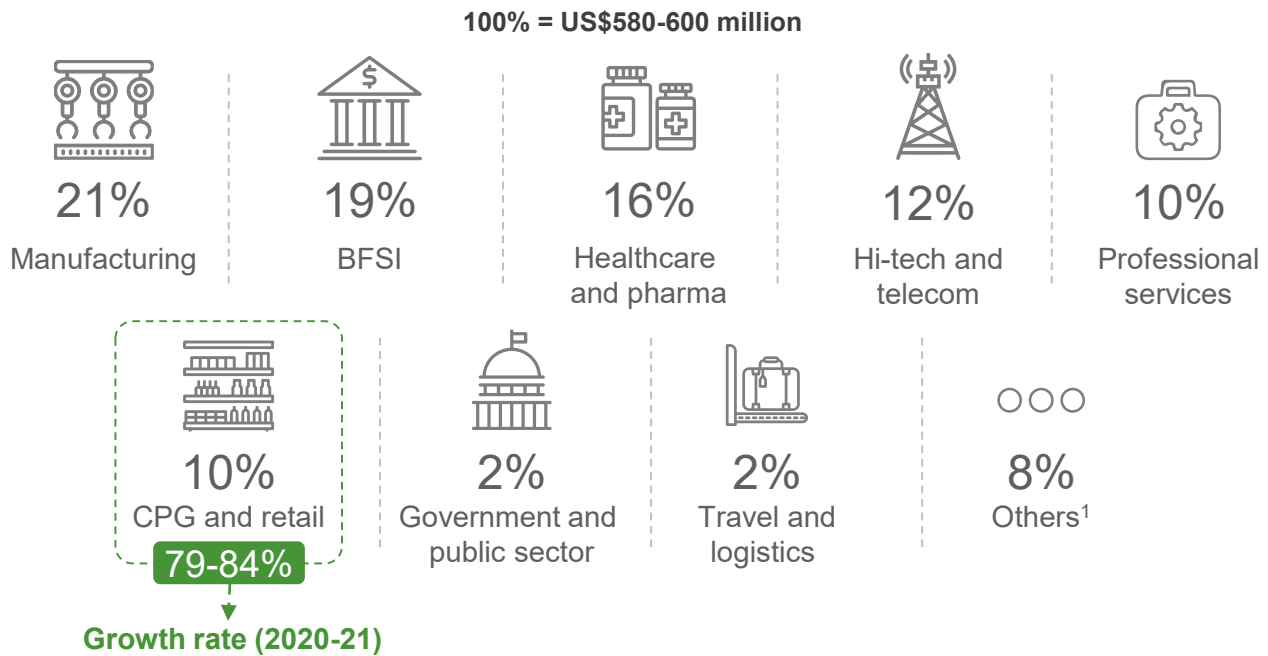 100% = US$580-600 million
$
21%
Manufacturing
19%
BFSI
16%
Healthcare
and pharma
12%
Hi-tech and
telecom
10%
Professional
services
10%
CPG and retail
79-84%
Growth rate (2020-21)
2%
Government and
public sector
2%
Travel and
logistics
8%
Others¹